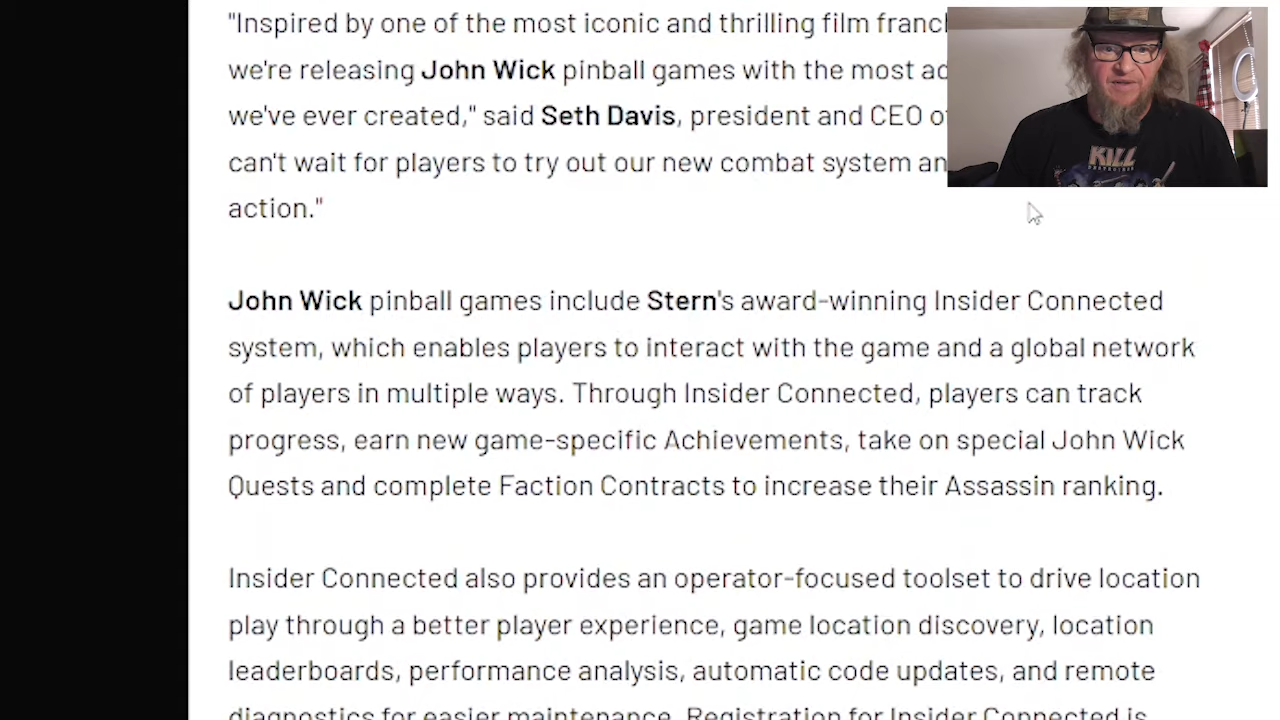 "Inspired by one of the most iconic and thrilling film
we're releasing John Wick pinball games with the most
we've ever created," said Seth Davis, president and CEO
can't wait for players to try out our new combat system
action."
John Wick pinball games include Stern's award-winning Insider Connected
system, which enables players to interact with the game and a global network
of players in multiple ways. Through Insider Connected, players can track
progress, earn new game-specific Achievements, take on special John Wick
Quests and complete Faction Contracts to increase their Assassin ranking.
Insider Connected also provides an operator-focused toolset to drive location
play through a better player experience, game location discovery, location
leaderboards, performance analysis, automatic code updates, and remote
diagnostics for easier maintenance. Registration for Insider Connected is
KILL